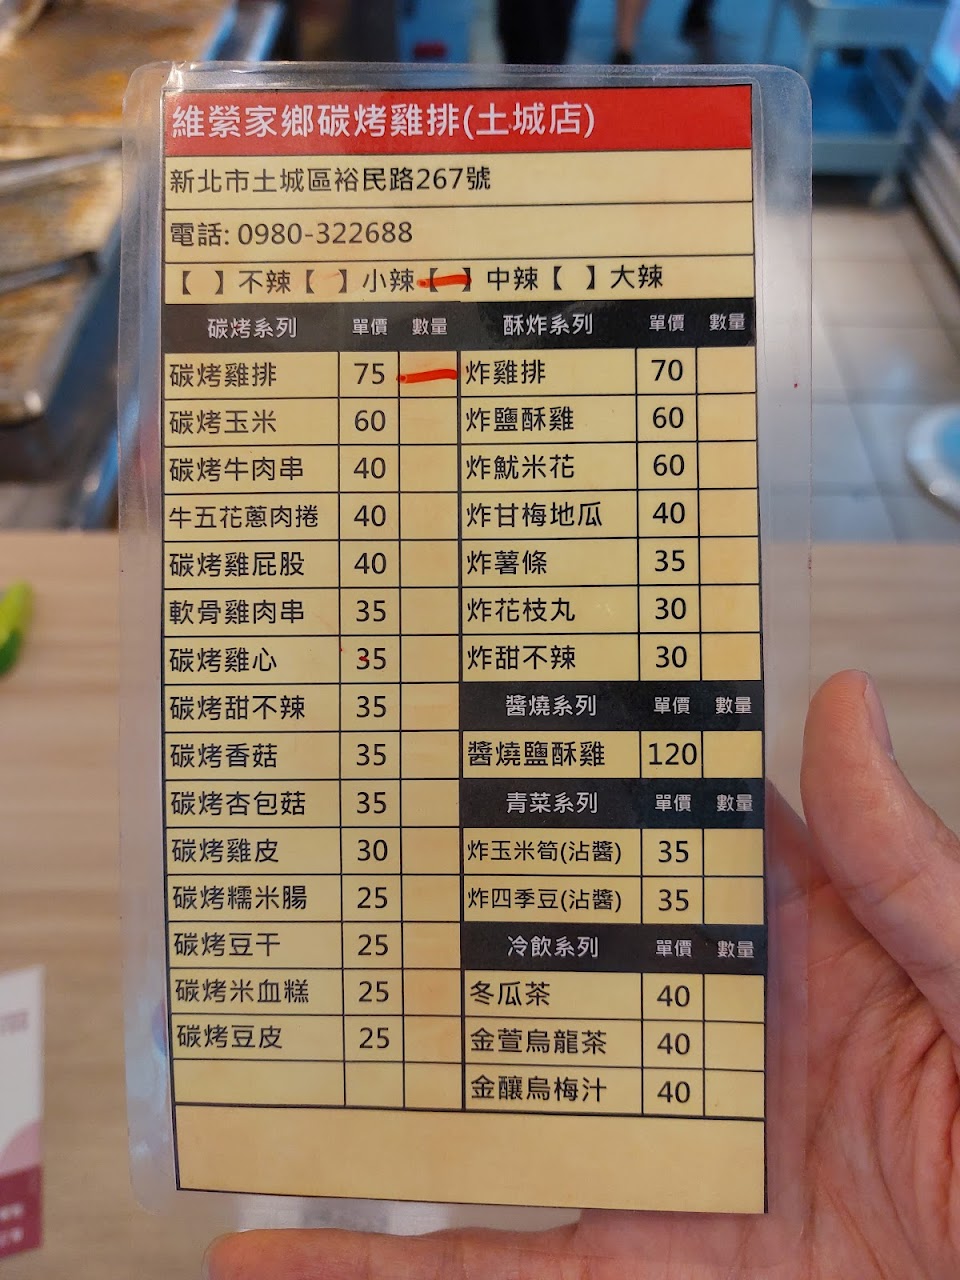 維縈家鄉碳烤雞排(土城店)
新北市土城區裕民路267號
電話: 0980-322688
【 】不辣【 】小辣【 】中辣【 】大辣
碳烤系列 單價 數量
碳烤雞排 75
碳烤玉米 60
碳烤牛肉串 40
牛五花蔥肉捲 40
碳烤雞屁股 40
軟骨雞肉串 35
碳烤雞心 35
碳烤甜不辣 35
碳烤香菇 35
碳烤杏包菇 35
碳烤雞皮 30
碳烤糯米腸 25
碳烤豆干 25
碳烤米血糕 25
碳烤豆皮 25
酥炸系列 單價 數量
炸雞排 70
炸鹽酥雞 60
炸魷米花 60
炸甘梅地瓜 40
炸薯條 35
炸花枝丸 30
炸甜不辣 30
醬燒系列 單價 數量
醬燒鹽酥雞 120
青菜系列 單價 數量
炸玉米筍(沾醬) 35
炸四季豆(沾醬) 35
冷飲系列 單價 數量
冬瓜茶 40
金萱烏龍茶 40
金釀烏梅汁 40